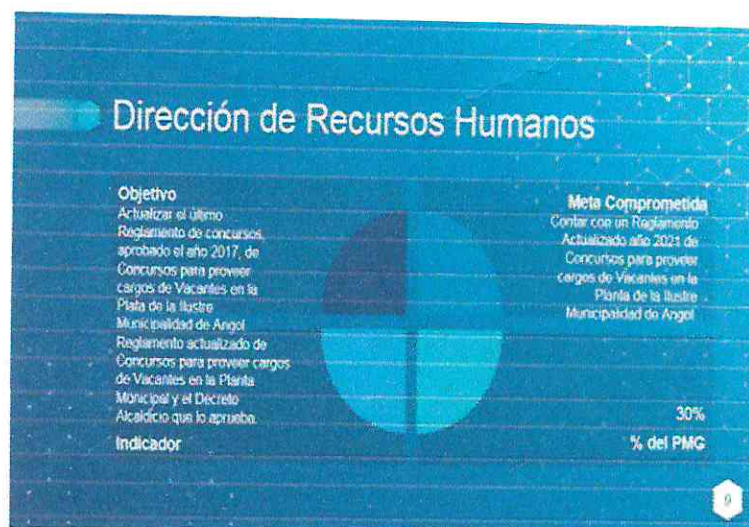 Dirección de Recursos Humanos
Objetivo
Actualizar el último
Reglamento de concursos,
aprobado el año 2017, de
Concursos para proveer
cargos de Vacantes en la
Plata de la Ilustre
Municipalidad de Angol
Reglamento actualizado de
Concursos para proveer cargos
de Vacantes en la Planta
Municipal y el Decreto
Alcaldicio que lo aprueba.
Indicador
Meta Comprometida
Contar con un Reglamento
Actualizado año 2021 de
Concursos para proveer
cargos de Vacantes en la
Planta de la Ilustre
Municipalidad de Angol
30%
% del PMG
9